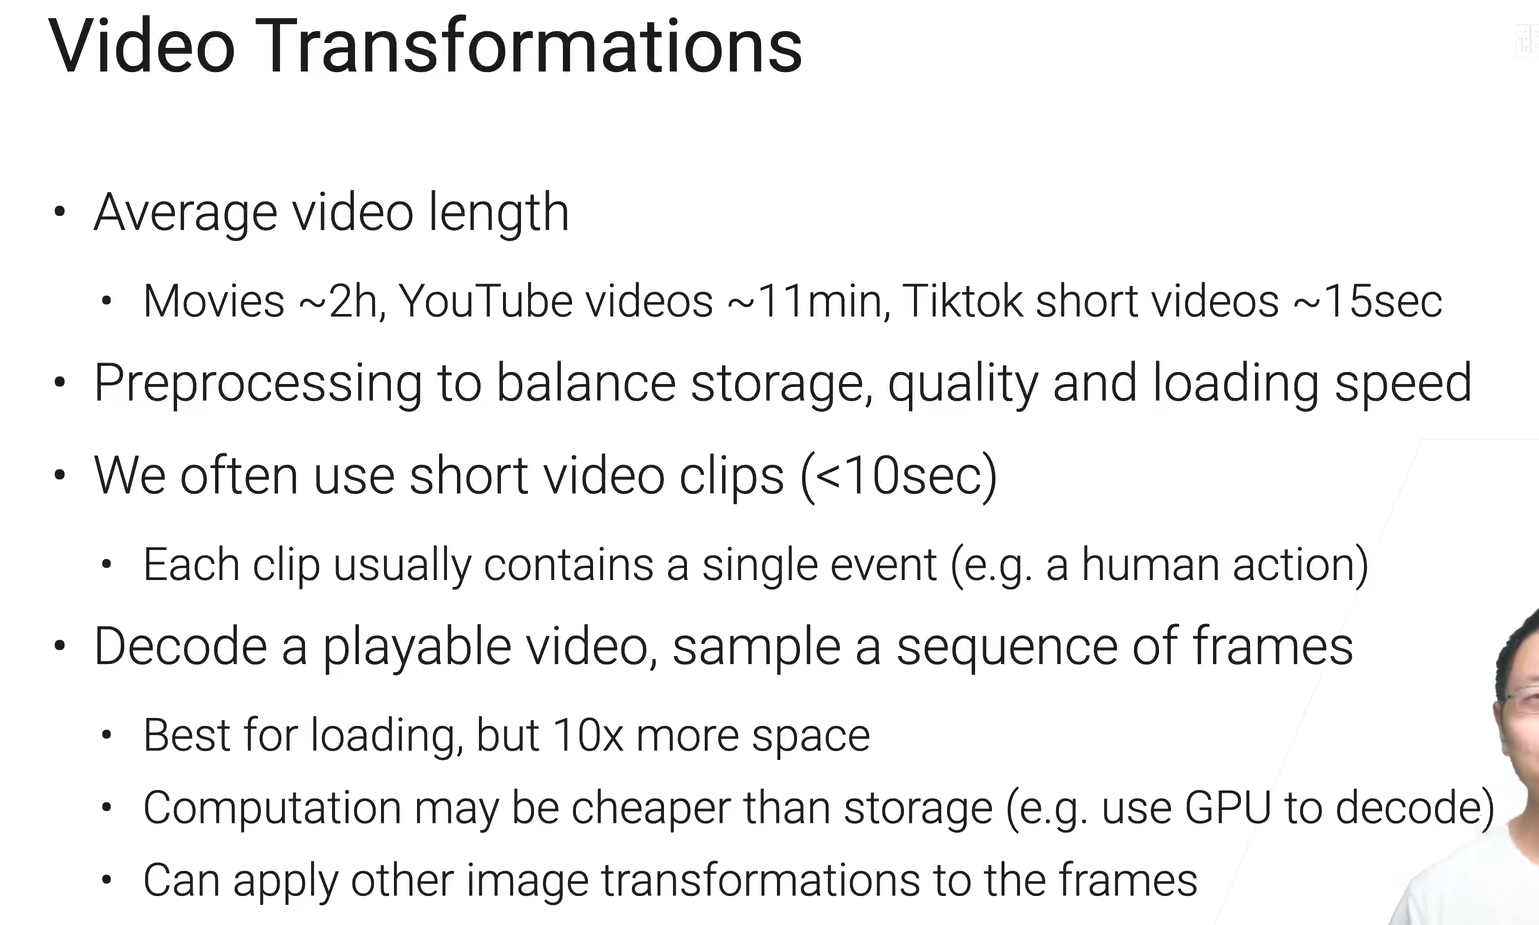 Video Transformations
• Average video length
• Movies ~2h, YouTube videos ~11min, Tiktok short videos ~15sec
• Preprocessing to balance storage, quality and loading speed
• We often use short video clips (<10sec)
• Each clip usually contains a single event (e.g. a human action)
• Decode a playable video, sample a sequence of frames
• Best for loading, but 10x more space
• Computation may be cheaper than storage (e.g. use GPU to decode)
• Can apply other image transformations to the frames